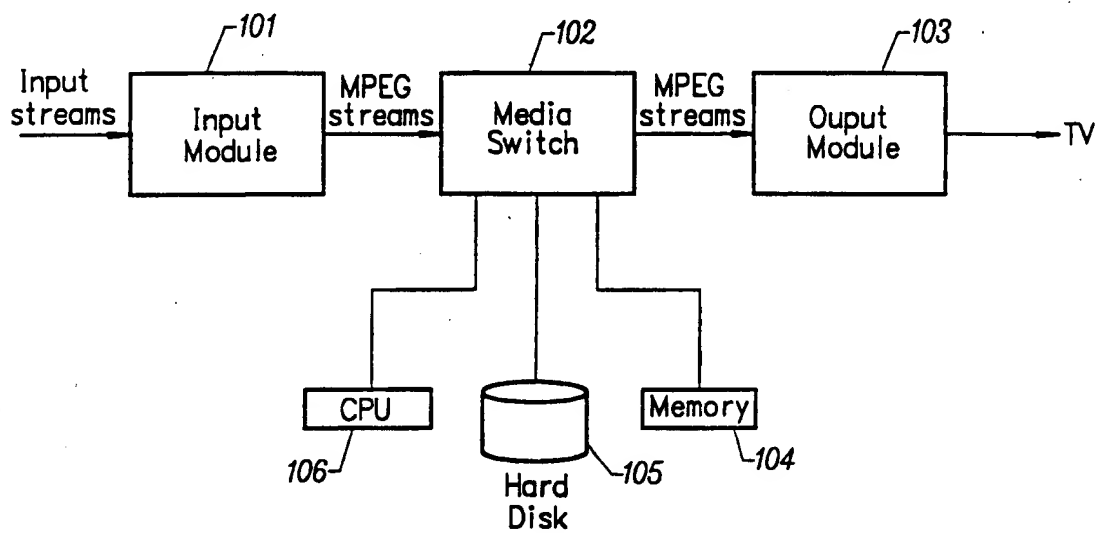 101
102
103
Input
streams
Input
Module
MPEG
streams
Media
Switch
MPEG
streams
Ouput
Module
TV
CPU
106
Hard
Disk
105
Memory
104